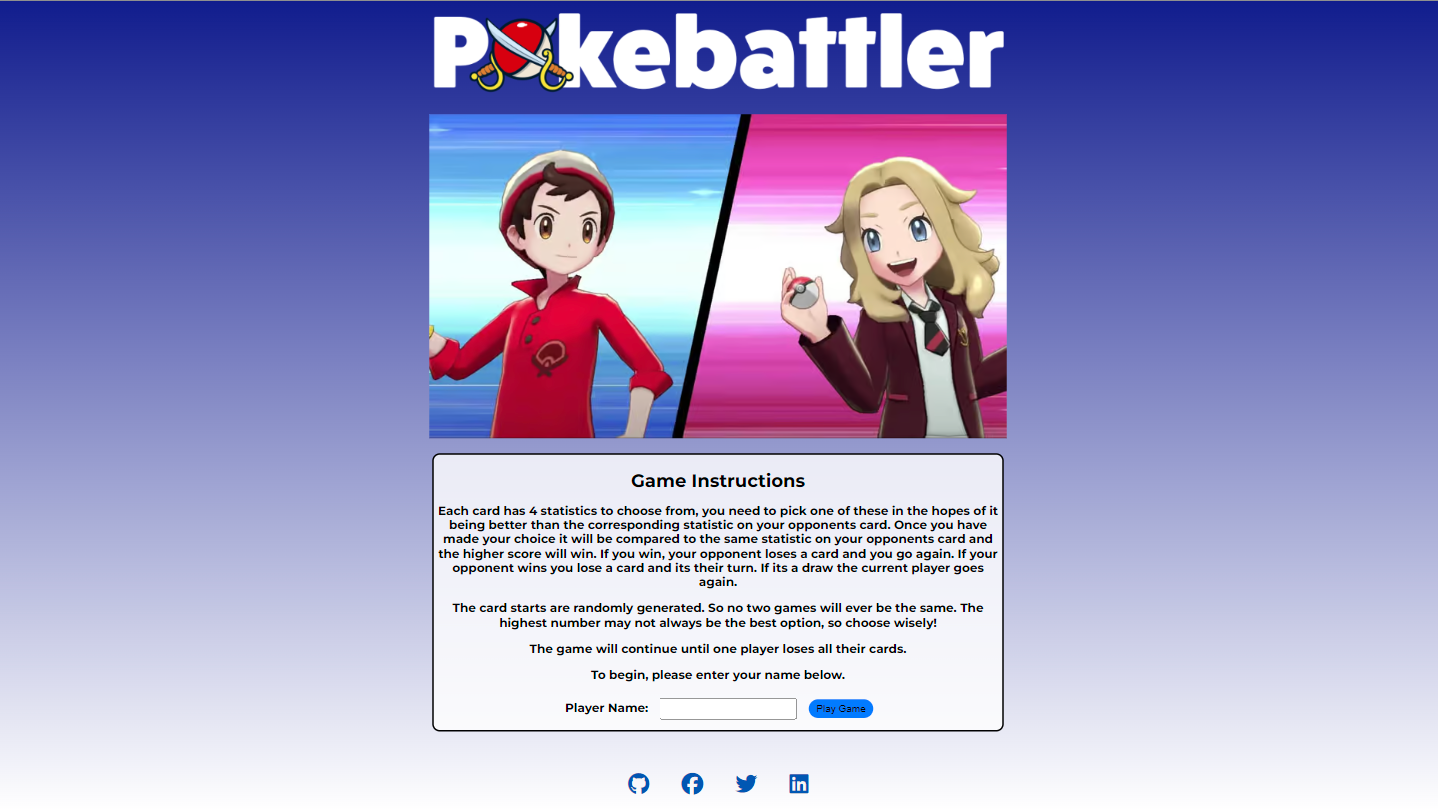 Pokebattler
Game Instructions
Each card has 4 statistics to choose from, you need to pick one of these in the hopes of it
being better than the corresponding statistic on your opponents card. Once you have
made your choice it will be compared to the same statistic on your opponents card and
the higher score will win. If you win, your opponent loses a card and you go again. If your
opponent wins you lose a card and its their turn. If its a draw the current player goes
again.
The card starts are randomly generated. So no two games will ever be the same. The
highest number may not always be the best option, so choose wisely!
The game will continue until one player loses all their cards.
To begin, please enter your name below.
Player Name:
Play Game